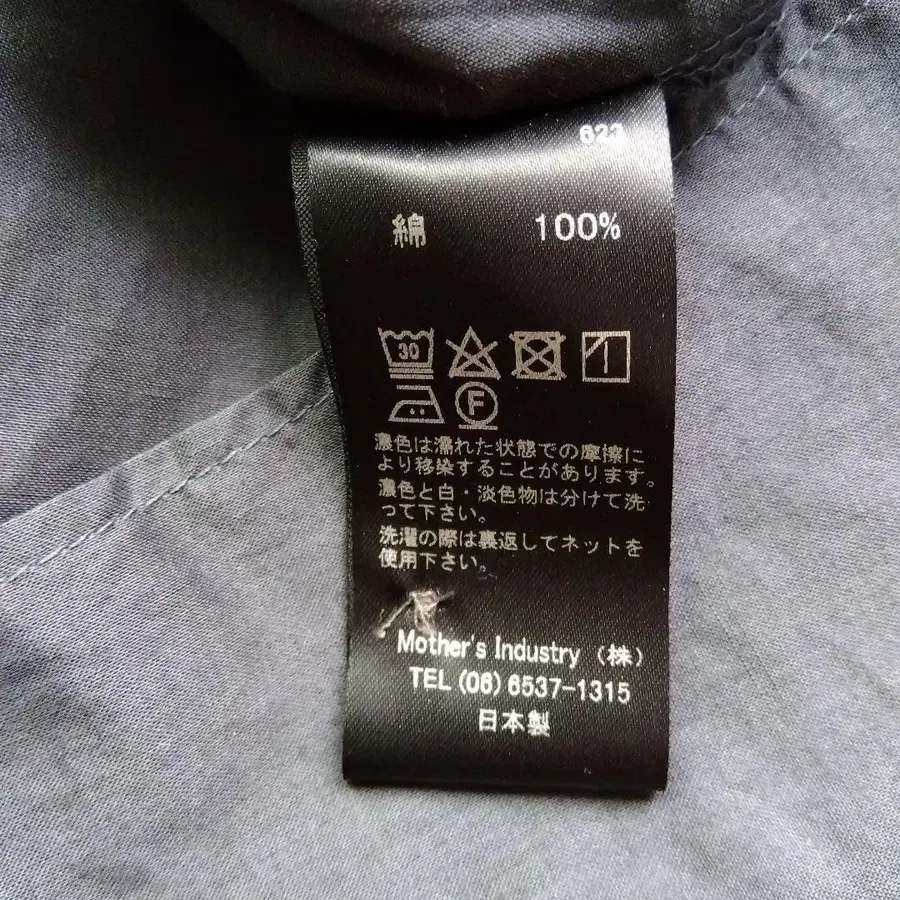 623
綿 100%
30
F
濃色は濡れた状態での摩擦に
より移染することがあります。
濃色と白・淡色物は分けて洗
って下さい。
洗濯の際は裏返してネットを
使用下さい。
Mother's Industry (株)
TEL (06) 6537-1315
日本製